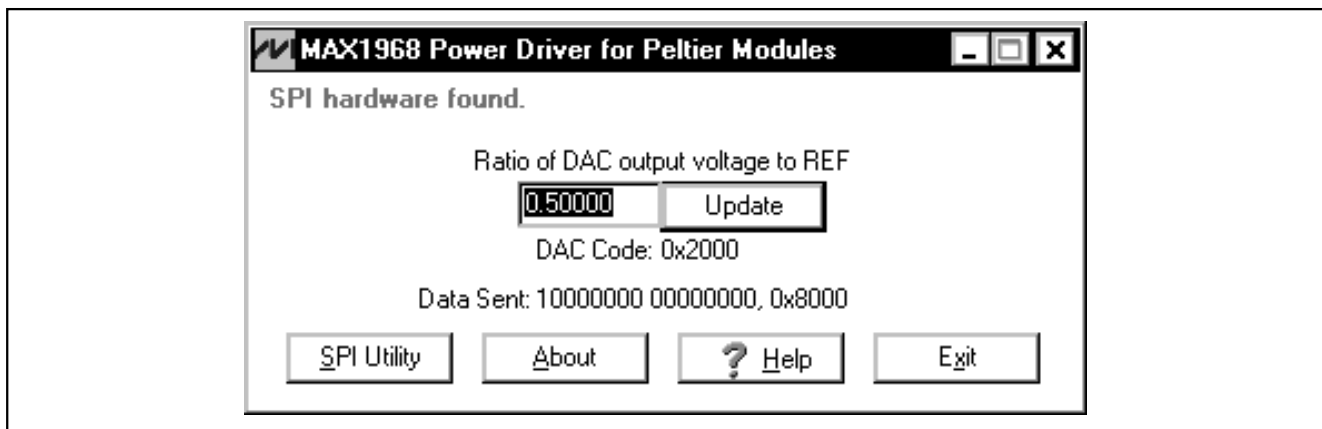 MAX1968 Power Driver for Peltier Modules
SPI hardware found.
Ratio of DAC output voltage to REF
0.50000 Update
DAC Code: 0x2000
Data Sent: 10000000 00000000, 0x8000
SPI Utility About ? Help Exit